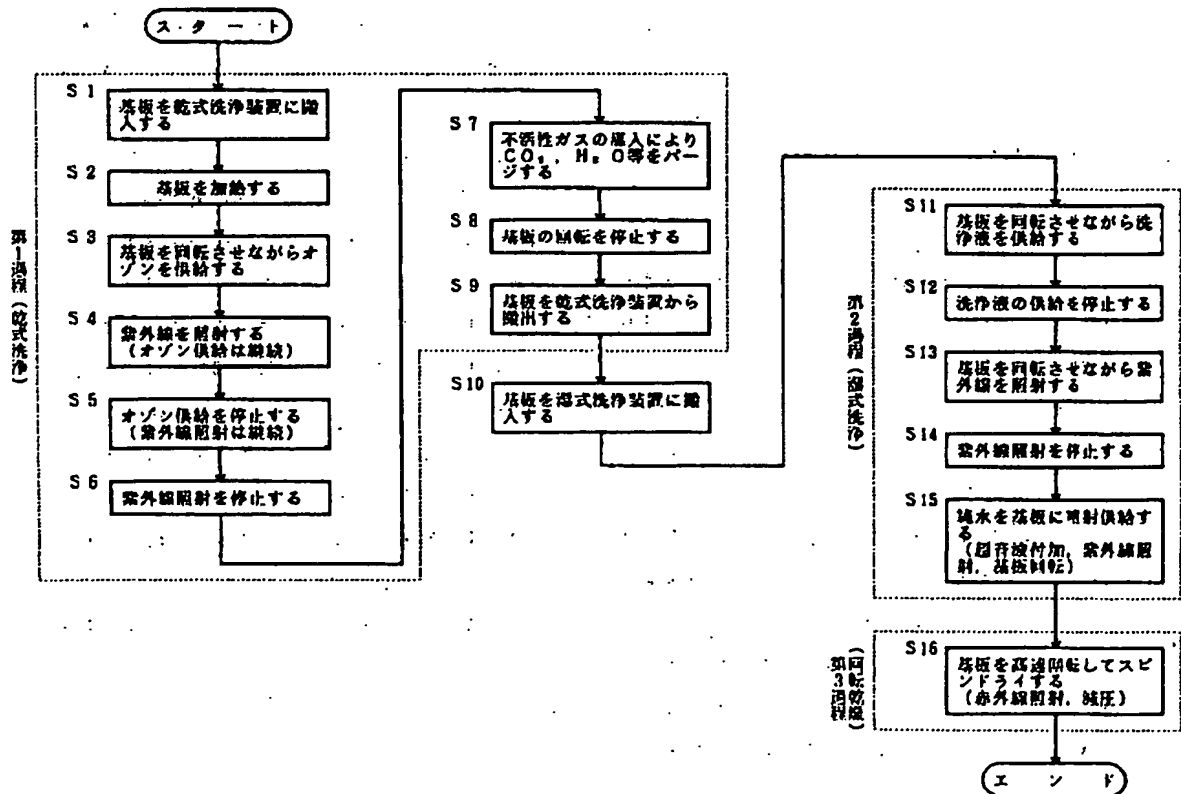 スタート
第1過程(乾式洗浄)
S1
基板を乾式洗浄装置に搬
入する
S2
基板を加熱する
S3
基板を回転させながらオ
ゾンを供給する
S4
紫外線を照射する
(オゾン供給は継続)
S5
オゾン供給を停止する
(紫外線照射は継続)
S6
紫外線照射を停止する
S7
不活性ガスの導入により
CO₂, H₂O等をパー
ジする
S8
基板の回転を停止する
S9
基板を乾式洗浄装置から
搬出する
S10
基板を湿式洗浄装置に搬
入する
第2過程(湿式洗浄)
S11
基板を回転させながら洗
浄液を供給する
S12
洗浄液の供給を停止する
S13
基板を回転させながら紫
外線を照射する
S14
紫外線照射を停止する
S15
純水を基板に噴射供給す
る
(超音波付加, 紫外線照
射, 基板回転)
第3過程
(回転乾燥)
S16
基板を高速回転してスピ
ンドライする
(赤外線照射, 減圧)
エンド